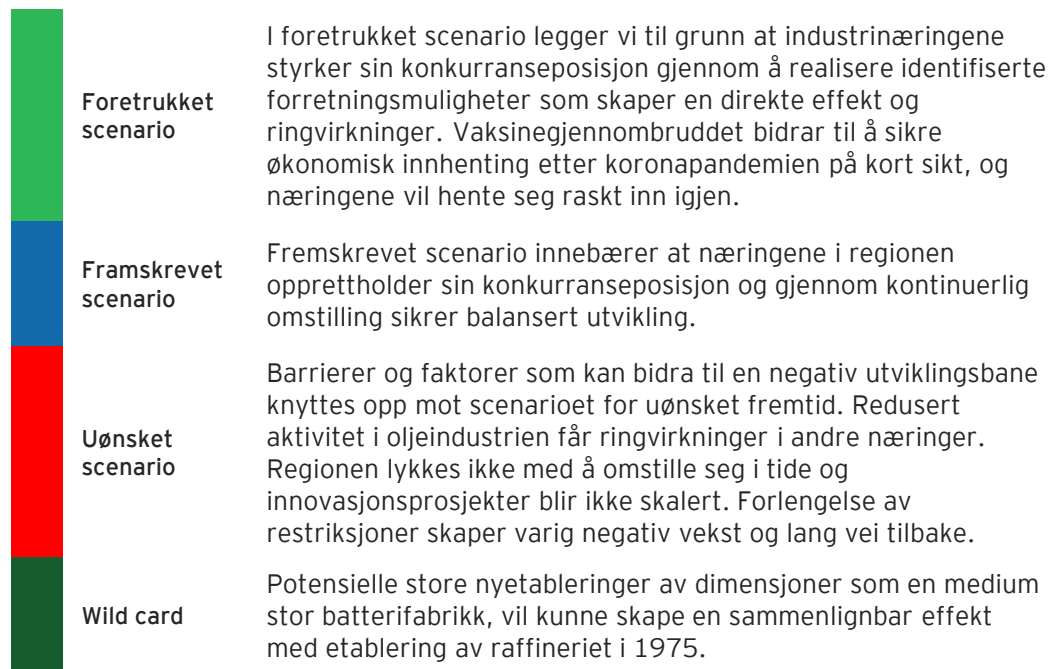 Foretrukket
scenario
I foretrukket scenario legger vi til grunn at industrinæringene
styrker sin konkurranseposisjon gjennom å realisere identifiserte
forretningsmuligheter som skaper en direkte effekt og
ringvirkninger. Vaksinegjennombruddet bidrar til å sikre
økonomisk innhenting etter koronapandemien på kort sikt, og
næringene vil hente seg raskt inn igjen.
Framskrevet
scenario
Fremskrevet scenario innebærer at næringene i regionen
opprettholder sin konkurranseposisjon og gjennom kontinuerlig
omstilling sikrer balansert utvikling.
Uønsket
scenario
Barrierer og faktorer som kan bidra til en negativ utviklingsbane
knyttes opp mot scenarioet for uønsket fremtid. Redusert
aktivitet i oljeindustrien får ringvirkninger i andre næringer.
Regionen lykkes ikke med å omstille seg i tide og
innovasjonsprosjekter blir ikke skalert. Forlengelse av
restriksjoner skaper varig negativ vekst og lang vei tilbake.
Wild card
Potensielle store nyetableringer av dimensjoner som en medium
stor batterifabrikk, vil kunne skape en sammenlignbar effekt
med etablering av raffineriet i 1975.